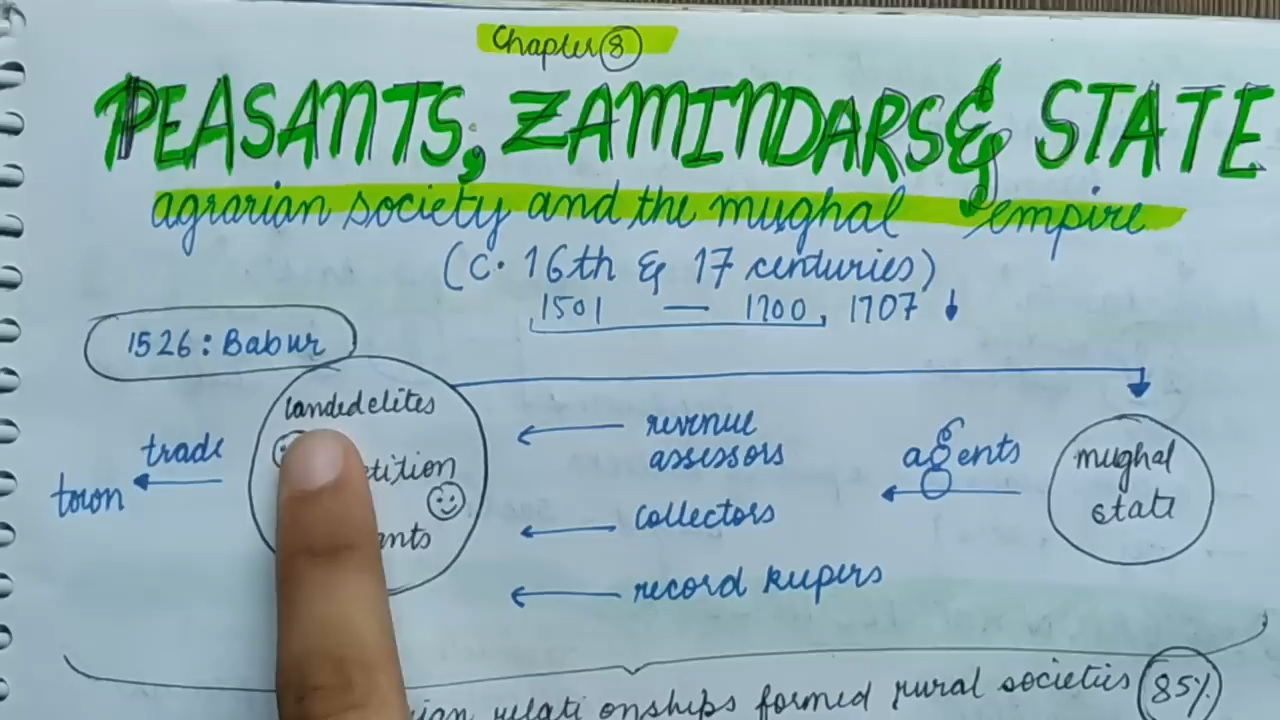 Chapter 8
PEASANTS, ZAMINDARS & STATE
agrarian society and the mughal empire
(C. 16th & 17 centuries)
1501 — 1700, 1707 ↓
1526: Babur
landed elites
trade
town
revenue assessors
collectors
record keepers
agents
mughal state
relationships formed rural societies 85%